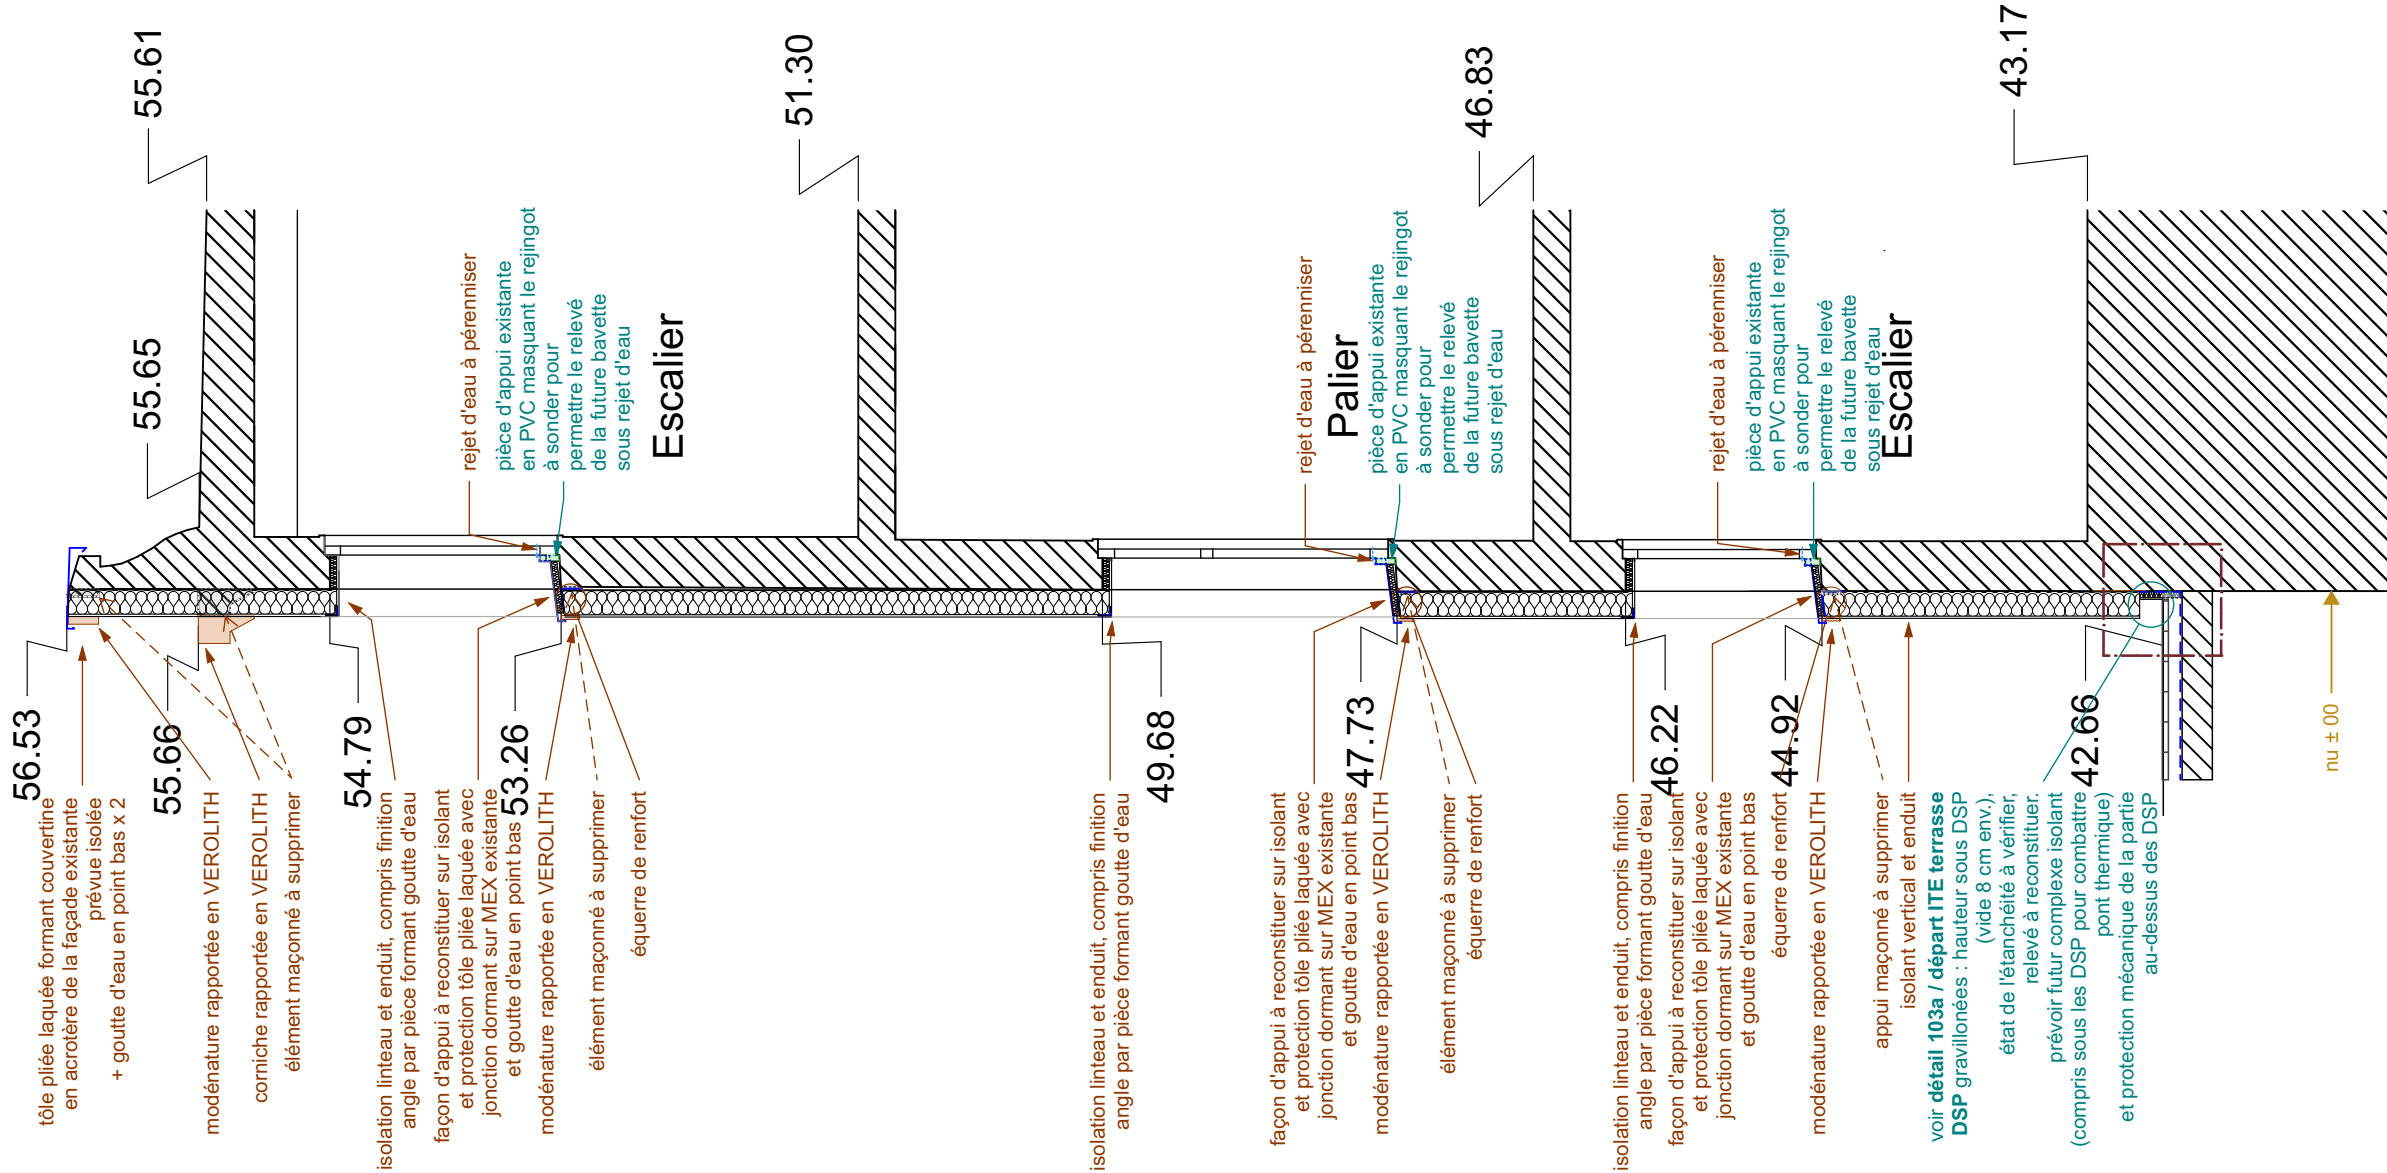 55.61
55.65
51.30
46.83
43.17
rejet d'eau à pérenniser
pièce d'appui existante
en PVC masquant le rejingot
à sonder pour
permettre le relevé
de la future bavette
sous rejet d'eau
Escalier
rejet d'eau à pérenniser
Palier
pièce d'appui existante
en PVC masquant le rejingot
à sonder pour
permettre le relevé
de la future bavette
sous rejet d'eau
rejet d'eau à pérenniser
pièce d'appui existante
en PVC masquant le rejingot
à sonder pour
permettre le relevé
de la future bavette
sous rejet d'eau
Escalier
56.53
55.66
54.79
53.26
49.68
47.73
46.22
44.92
42.66
nu ± 00
tôle pliée laquée formant couvertine
en acrotère de la façade existante
prévue isolée
+ goutte d'eau en point bas x 2
modénature rapportée en VEROLITH
corniche rapportée en VEROLITH
élément maçonné à supprimer
isolation linteau et enduit, compris finition
angle par pièce formant goutte d'eau
façon d'appui à reconstituer sur isolant
et protection tôle pliée laquée avec
jonction dormant sur MEX existante
et goutte d'eau en point bas
modénature rapportée en VEROLITH
élément maçonné à supprimer
équerre de renfort
isolation linteau et enduit, compris finition
angle par pièce formant goutte d'eau
façon d'appui à reconstituer sur isolant
et protection tôle pliée laquée avec
jonction dormant sur MEX existante
et goutte d'eau en point bas
modénature rapportée en VEROLITH
élément maçonné à supprimer
équerre de renfort
isolation linteau et enduit, compris finition
angle par pièce formant goutte d'eau
façon d'appui à reconstituer sur isolant
et protection tôle pliée laquée avec
jonction dormant sur MEX existante
et goutte d'eau en point bas
équerre de renfort
modénature rapportée en VEROLITH
appui maçonné à supprimer
isolant vertical et enduit
voir détail 103a / départ ITE terrasse
DSP gravillonées : hauteur sous DSP
(vide 8 cm env.),
état de l'étanchéité à vérifier,
relevé à reconstituer.
prévoir futur complexe isolant
(compris sous les DSP pour combattre
pont thermique)
et protection mécanique de la partie
au-dessus des DSP